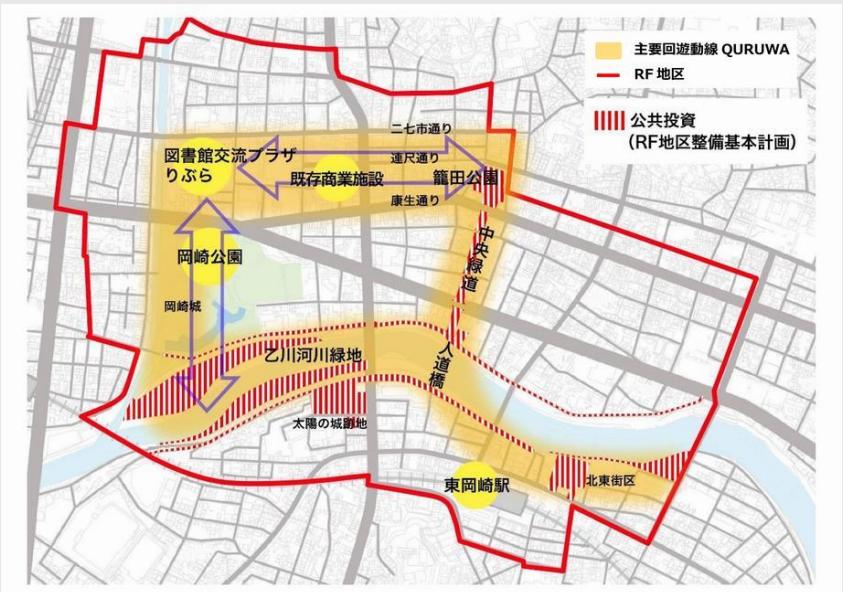 主要回遊動線 QURUWA
RF 地区
公共投資
（RF地区整備基本計画）
二七市通り
図書館交流プラザ
りぶら
連尺通り
既存商業施設
籠田公園
康生通り
中央緑道
岡崎公園
岡崎城
乙川河川緑地
人道橋
太陽の城跡地
東岡崎駅
北東街区